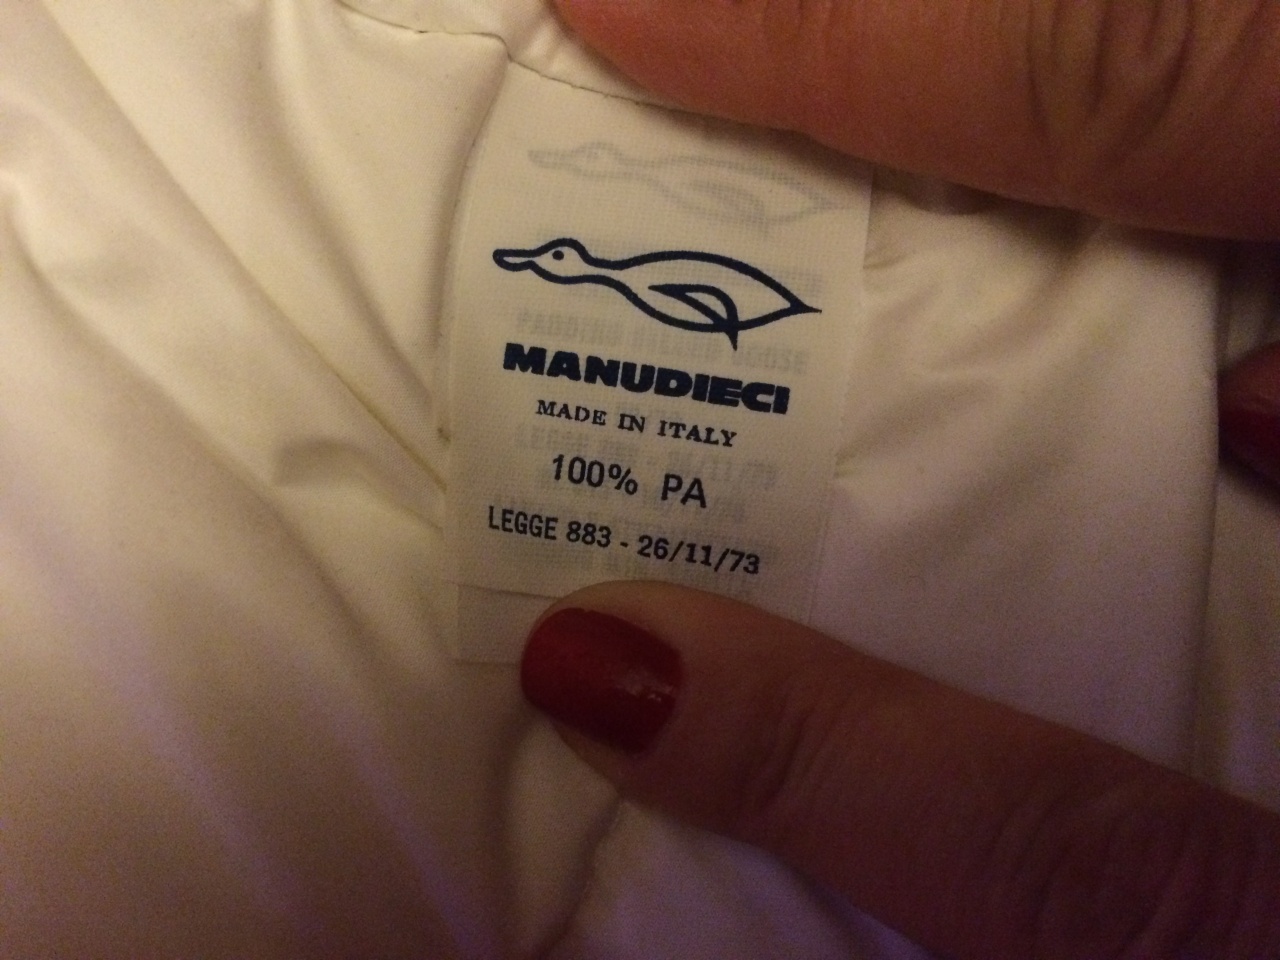 MANUDIECI
MADE IN ITALY
100% PA
LEGGE 883 - 26/11/73